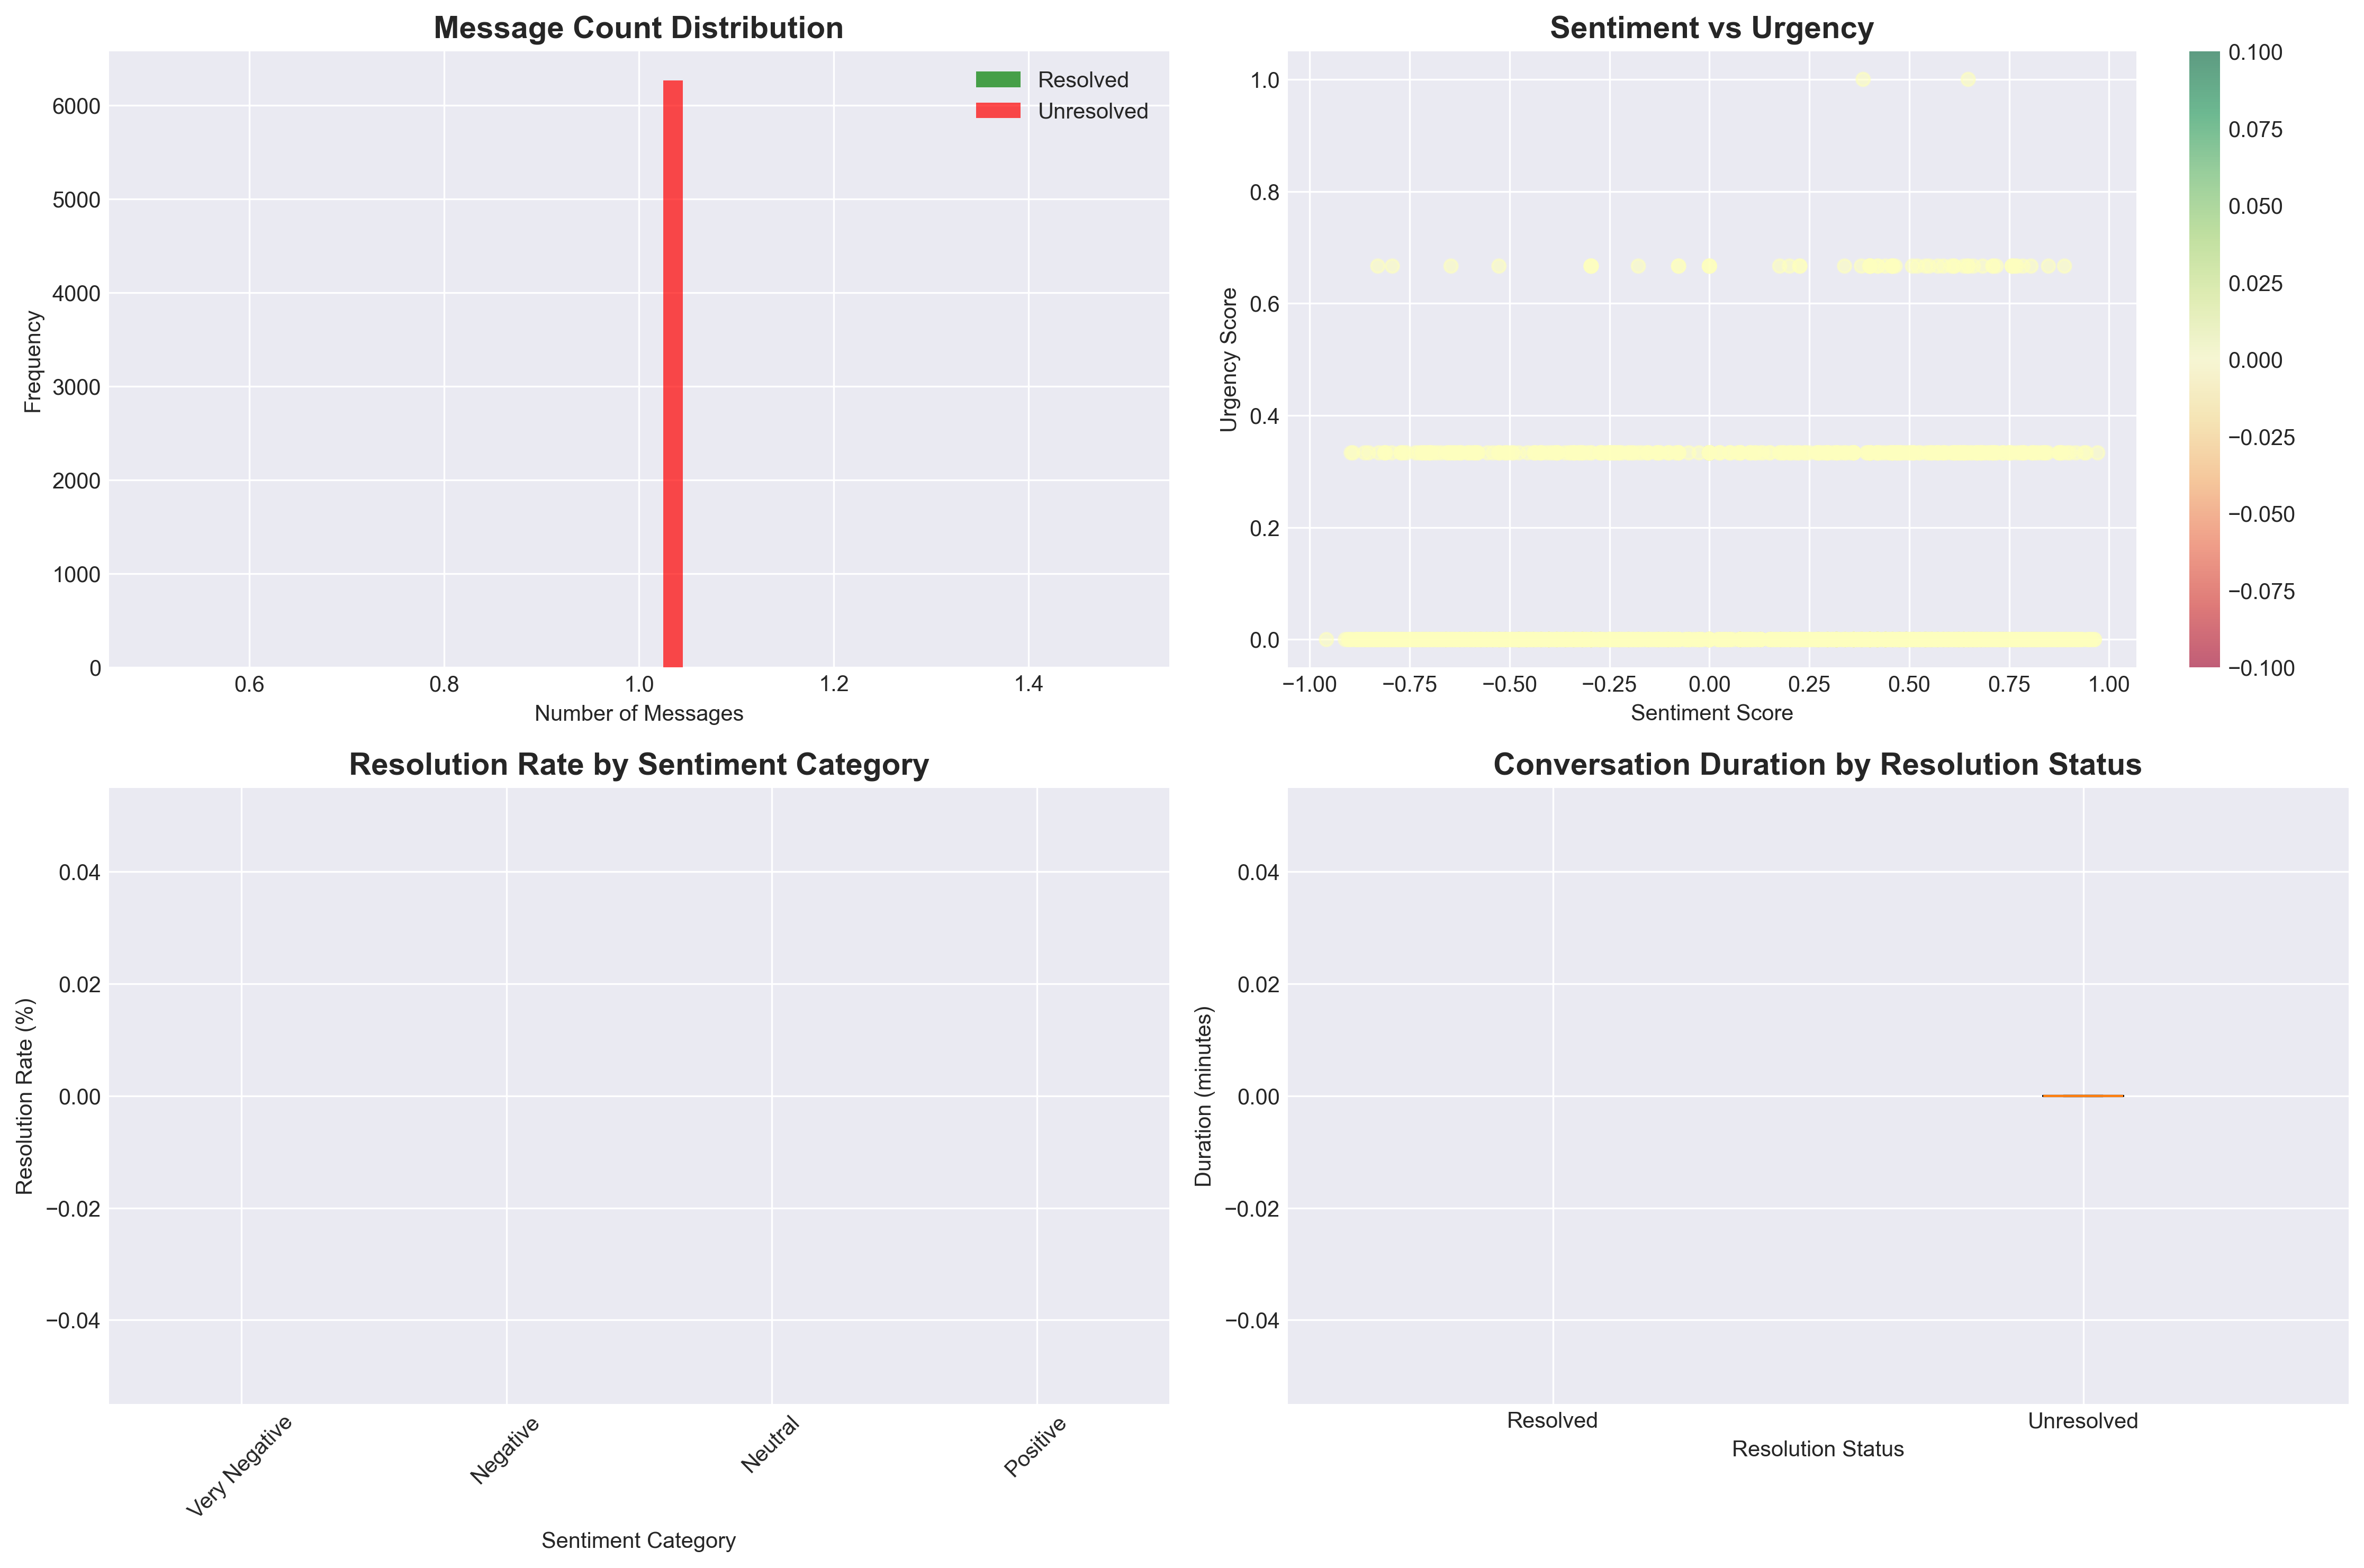 Message Count Distribution
Resolved
Unresolved
6000
5000
4000
3000
2000
1000
0
Frequency
0.6 0.8 1.0 1.2 1.4
Number of Messages
Sentiment vs Urgency
1.0
0.8
0.6
0.4
0.2
0.0
Urgency Score
−1.00 −0.75 −0.50 −0.25 0.00 0.25 0.50 0.75 1.00
Sentiment Score
0.100
0.075
0.050
0.025
0.000
−0.025
−0.050
−0.075
−0.100
Resolution Rate by Sentiment Category
0.04
0.02
0.00
−0.02
−0.04
Resolution Rate (%)
Very Negative Negative Neutral Positive
Sentiment Category
Conversation Duration by Resolution Status
0.04
0.02
0.00
−0.02
−0.04
Duration (minutes)
Resolved Unresolved
Resolution Status